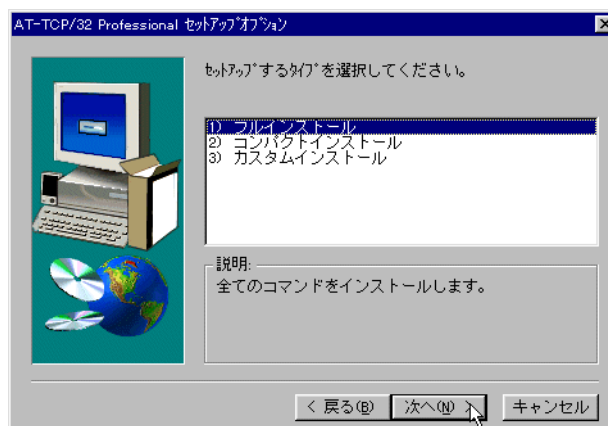 AT-TCP/32 Professional ｾｯﾄｱｯﾌﾟｵﾌﾟｼｮﾝ
ｾｯﾄｱｯﾌﾟするﾀｲﾌﾟを選択してください。
1) フルインストール
2) コンパクトインストール
3) カスタムインストール
説明:
全てのコマンドをインストールします。
< 戻る(B)
次へ(N) >
キャンセル